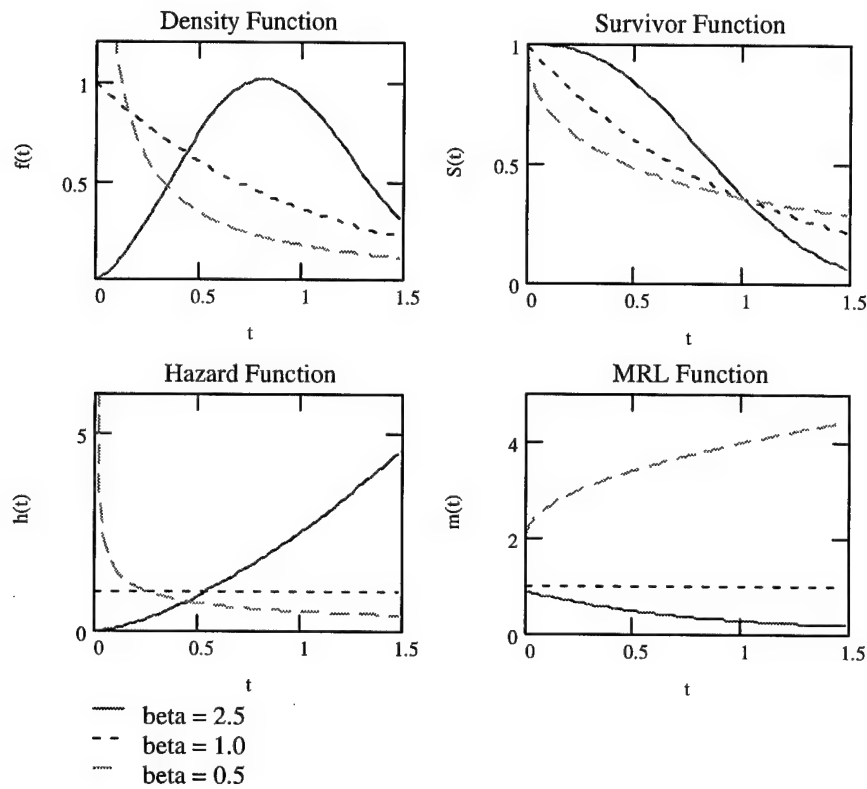 Density Function
f(t)
1
0.5
0
0.5
1
1.5
t
Survivor Function
S(t)
1
0.5
0
0
0.5
1
1.5
t
Hazard Function
h(t)
5
0
0
0.5
1
1.5
t
MRL Function
m(t)
4
2
0
0
0.5
1
1.5
t
beta = 2.5
beta = 1.0
beta = 0.5